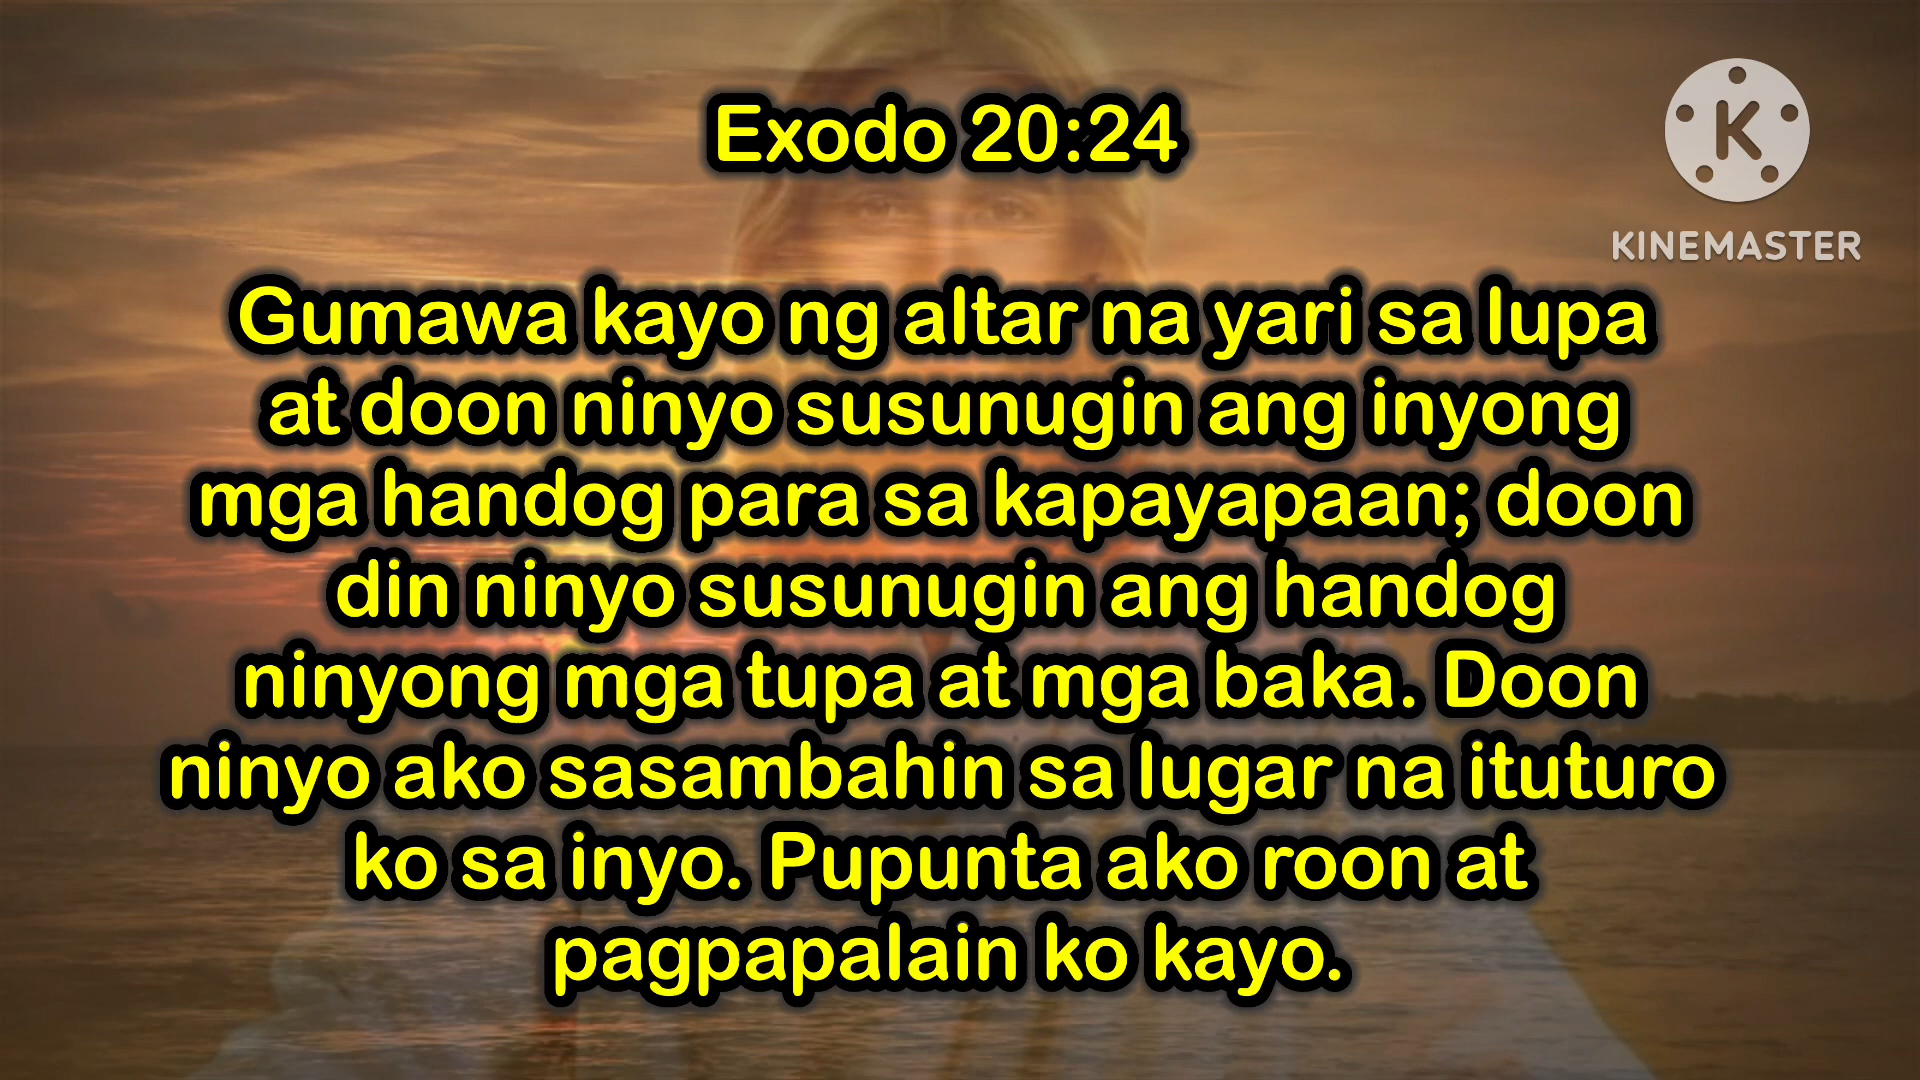 Exodo 20:24
K
KINEMASTER
Gumawa kayo ng altar na yari sa lupa
at doon ninyo susunugin ang inyong
mga handog para sa kapayapaan; doon
din ninyo susunugin ang handog
ninyong mga tupa at mga baka. Doon
ninyo ako sasambahin sa lugar na ituturo
ko sa inyo. Pupunta ako roon at
pagpapalain ko kayo.